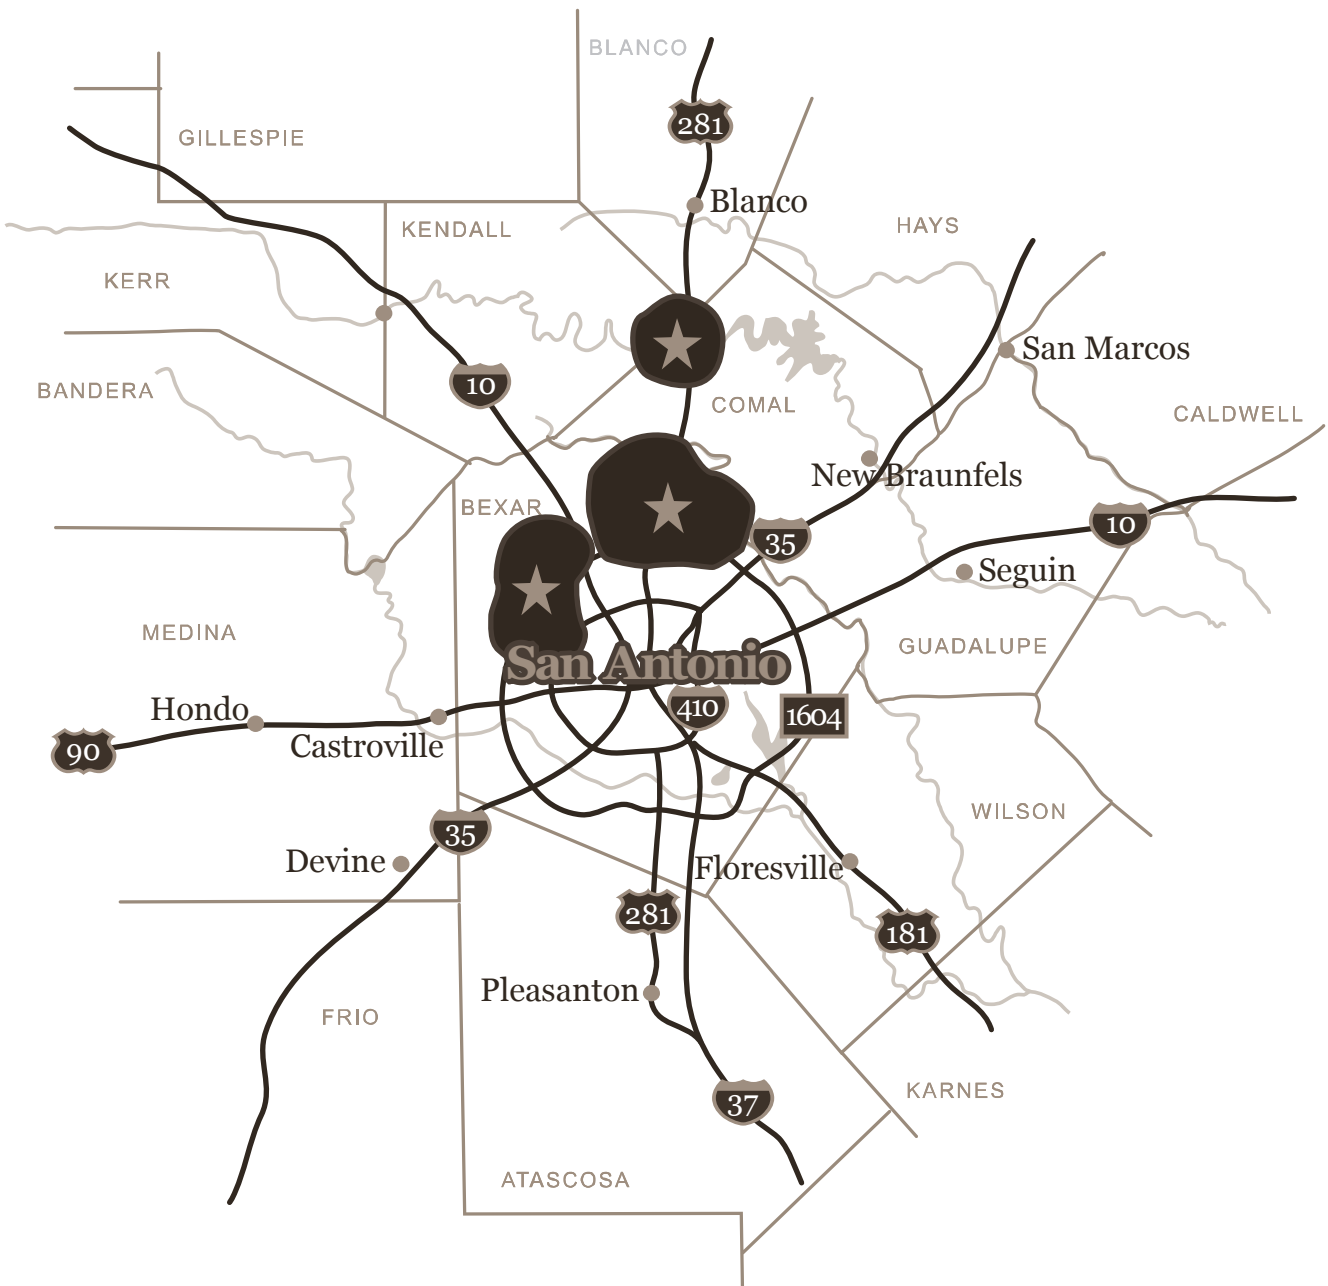 BLANCO
281
GILLESPIE
Blanco
HAYS
KENDALL
KERR
San Marcos
10
BANDERA
COMAL
CALDWELL
New Braunfels
BEXAR
10
35
Seguin
MEDINA
GUADALUPE
San Antonio
Hondo
410
1604
90
Castroville
WILSON
35
Devine
Floresville
281
181
Pleasanton
FRIO
KARNES
37
ATASCOSA